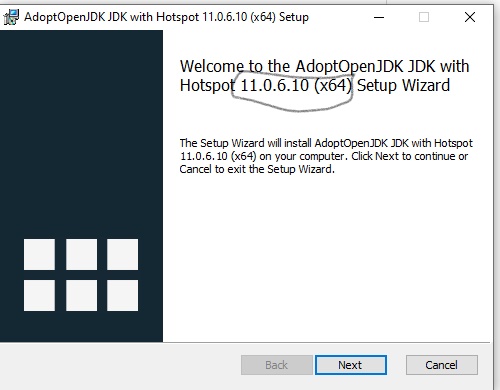 AdoptOpenJDK JDK with Hotspot 11.0.6.10 (x64) Setup
Welcome to the AdoptOpenJDK JDK with
Hotspot 11.0.6.10 (x64) Setup Wizard
The Setup Wizard will install AdoptOpenJDK JDK with Hotspot
11.0.6.10 (x64) on your computer. Click Next to continue or
Cancel to exit the Setup Wizard.
Back Next Cancel